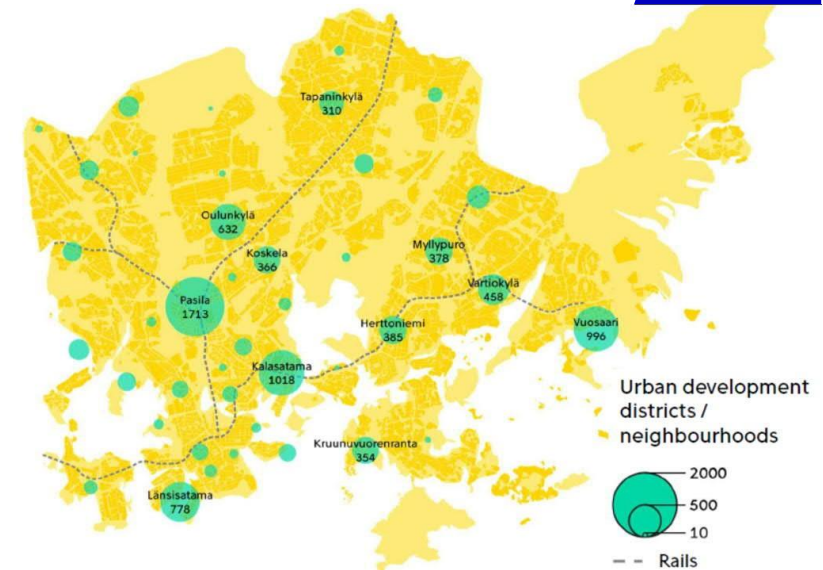 Tapaninkylä
310
Oulunkylä
632
Koskela
366
Myllypuro
378
Vartiokylä
458
Pasila
1713
Herttoniemi
385
Vuosaari
996
Kalasatama
1018
Kruunuvuorenranta
354
Länsisatama
778
Urban development
districts /
neighbourhoods
2000
500
10
Rails